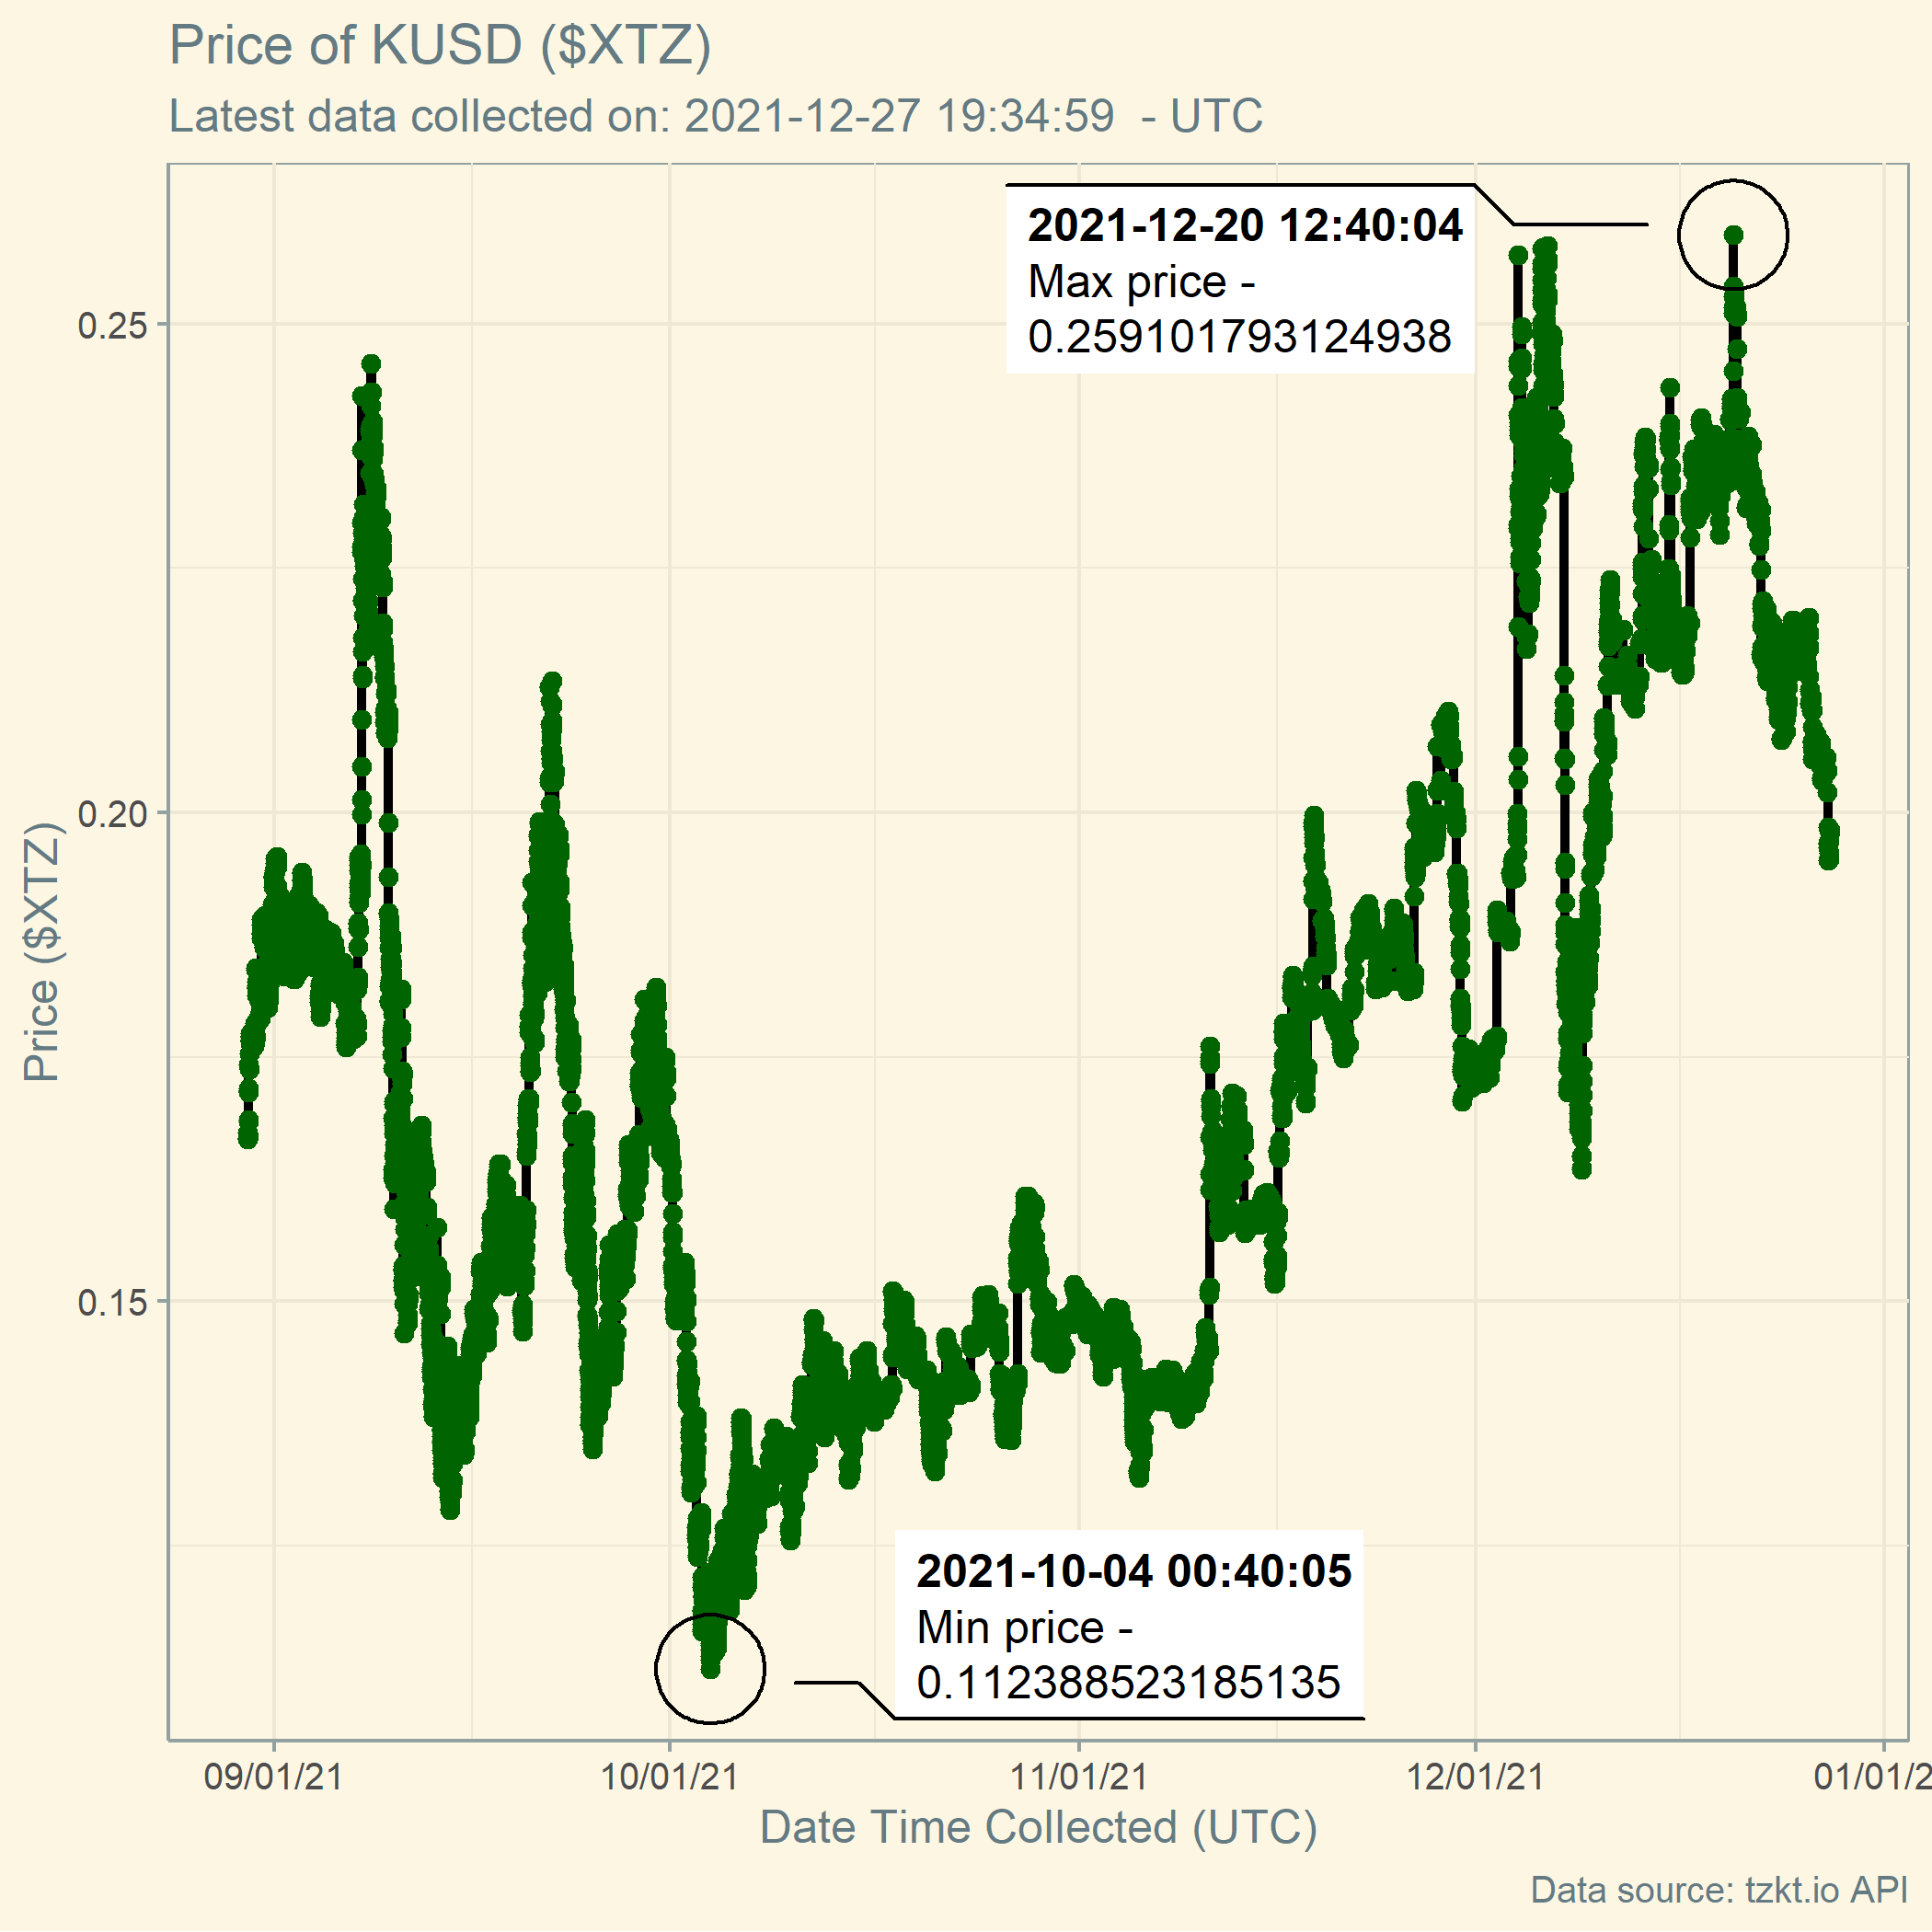 Price of KUSD ($XTZ)
Latest data collected on: 2021-12-27 19:34:59  - UTC
2021-12-20 12:40:04
Max price -
0.259101793124938
0.25
0.20
0.15
Price ($XTZ)
2021-10-04 00:40:05
Min price -
0.112388523185135
09/01/21
10/01/21
11/01/21
12/01/21
01/01/2
Date Time Collected (UTC)
Data source: tzkt.io API